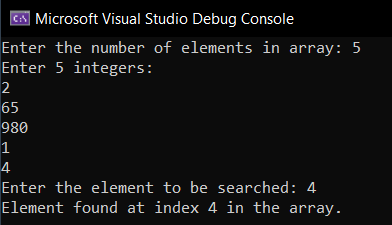 Microsoft Visual Studio Debug Console
Enter the number of elements in array: 5
Enter 5 integers:
2
65
980
1
4
Enter the element to be searched: 4
Element found at index 4 in the array.